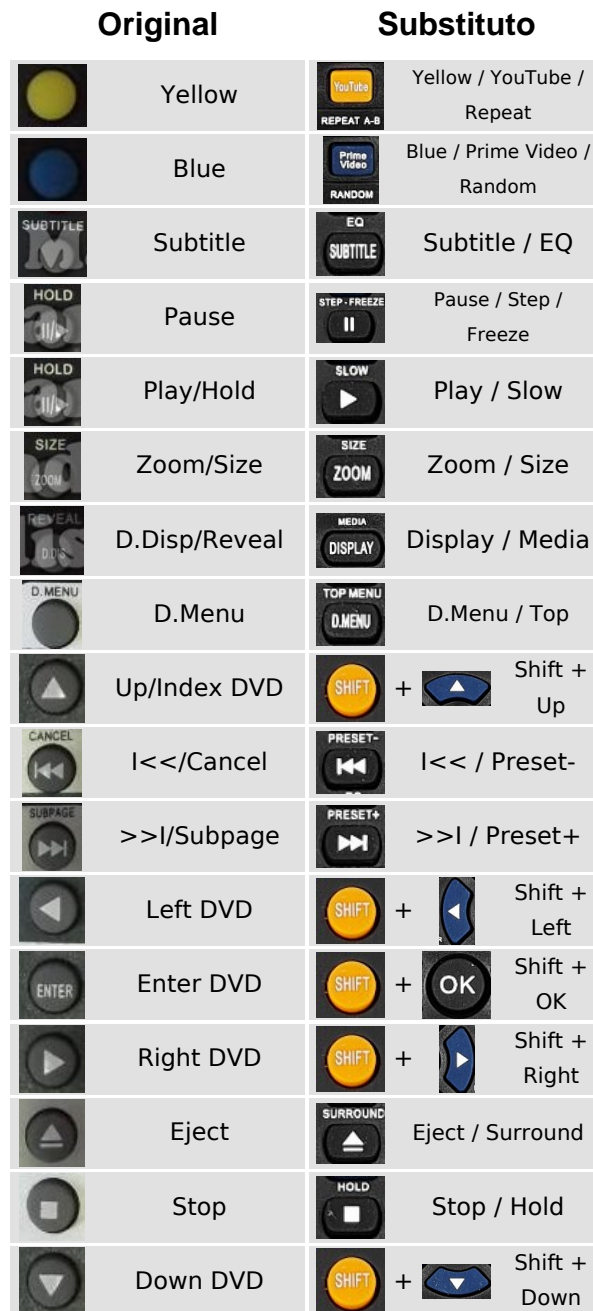 Original Substituto
Yellow YouTube REPEAT A-B Yellow / YouTube /
Repeat
Blue Prime Video RANDOM Blue / Prime Video /
Random
SUBTITLE Subtitle EQ SUBTITLE Subtitle / EQ
HOLD Pause STEP-FREEZE Pause / Step /
Freeze
HOLD Play/Hold SLOW Play / Slow
SIZE ZOOM Zoom/Size SIZE ZOOM Zoom / Size
REVEAL D.DIS D.Disp/Reveal MEDIA DISPLAY Display / Media
D.MENU D.Menu TOP MENU D.MENU D.Menu / Top
Up/Index DVD SHIFT + Shift +
Up
CANCEL I<</Cancel PRESET- I<< / Preset-
SUBPAGE >>I/Subpage PRESET+ >>I / Preset+
Left DVD SHIFT + Shift +
Left
ENTER Enter DVD SHIFT + OK Shift +
OK
Right DVD SHIFT + Shift +
Right
Eject SURROUND Eject / Surround
Stop HOLD Stop / Hold
Down DVD SHIFT + Shift +
Down